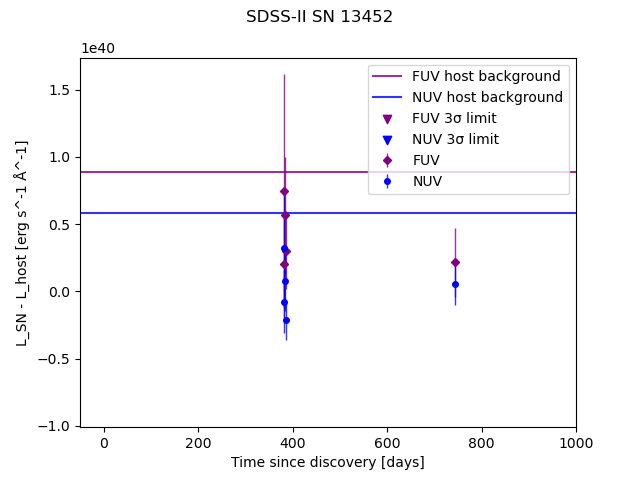 SDSS-II SN 13452
1e40
FUV host background
NUV host background
FUV 3σ limit
NUV 3σ limit
FUV
NUV
L_SN - L_host [erg s^-1 Å^-1]
1.5
1.0
0.5
0.0
−0.5
−1.0
0 200 400 600 800 1000
Time since discovery [days]